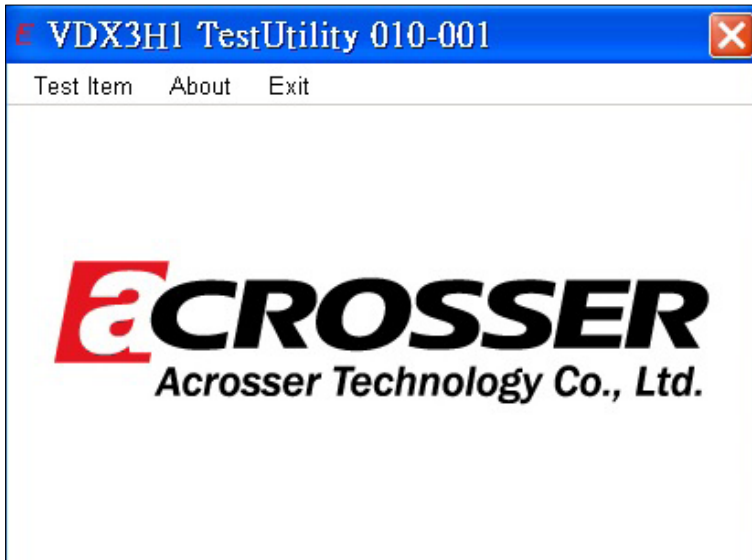 VDX3H1 TestUtility 010-001
Test Item About Exit
aCROSSER
Acrosser Technology Co., Ltd.